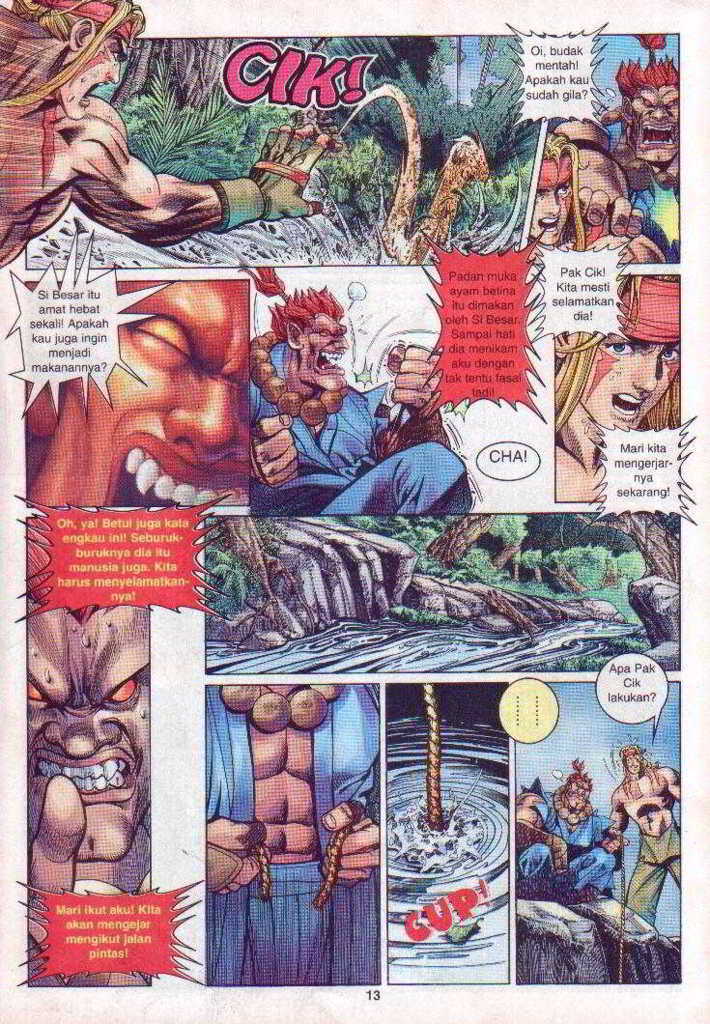 CIK!
Oi, budak
mentah!
Apakah kau
sudah gila?
Si Besar itu
amat hebat
sekali! Apakah
kau juga ingin
menjadi
makanannya?
Padan muka
ayam betina
itu dimakan
oleh Si Besar.
Sampai hati
dia menikam
aku dengan
tak tentu fasal
tadi!
Pak Cik!
Kita mesti
selamatkan
dia!
CHA!
Mari kita
mengejar-
nya
sekarang!
Oh, ya! Betul juga kata
engkau ini! Seburuk-
buruknya dia itu
manusia juga. Kita
harus menyelamatkan-
nya!
Mari ikut aku! Kita
akan mengejar
mengikut jalan
pintas!
CUP!
Apa Pak
Cik
lakukan?
13